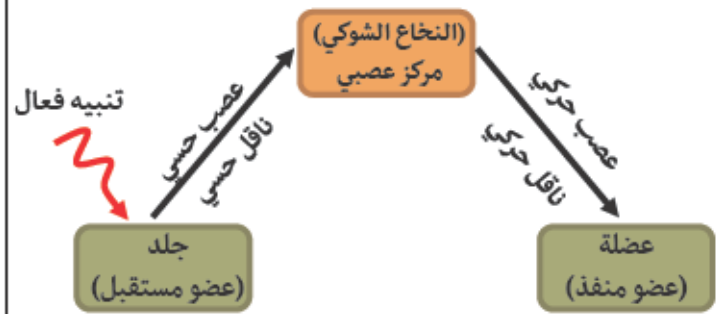 (النخاع الشوكي)
مركز عصبي
تنبيه فعال
عصب حسي
ناقل حسي
عصب حركي
ناقل حركي
جلد
(عضو مستقبل)
عضلة
(عضو منفذ)